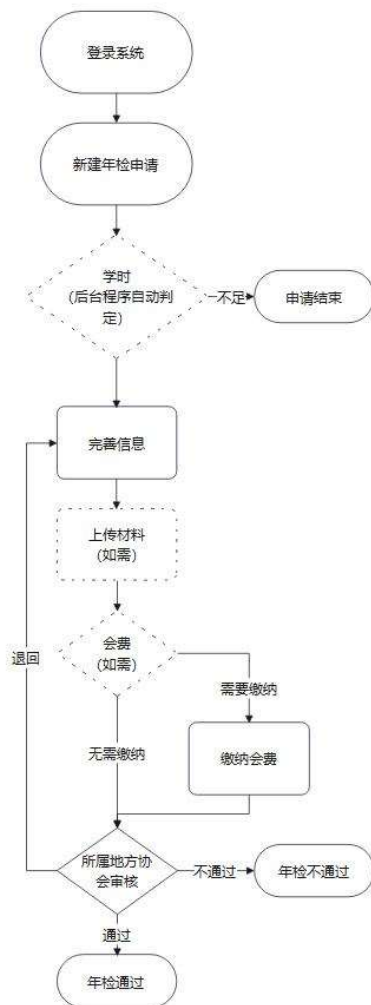 登录系统
新建年检申请
学时
（后台程序自动判
定）
不足
申请结束
完善信息
上传材料
（如需）
会费
（如需）
退回
需要缴纳
无需缴纳
缴纳会费
所属地方协
会审核
不通过
年检不通过
通过
年检通过